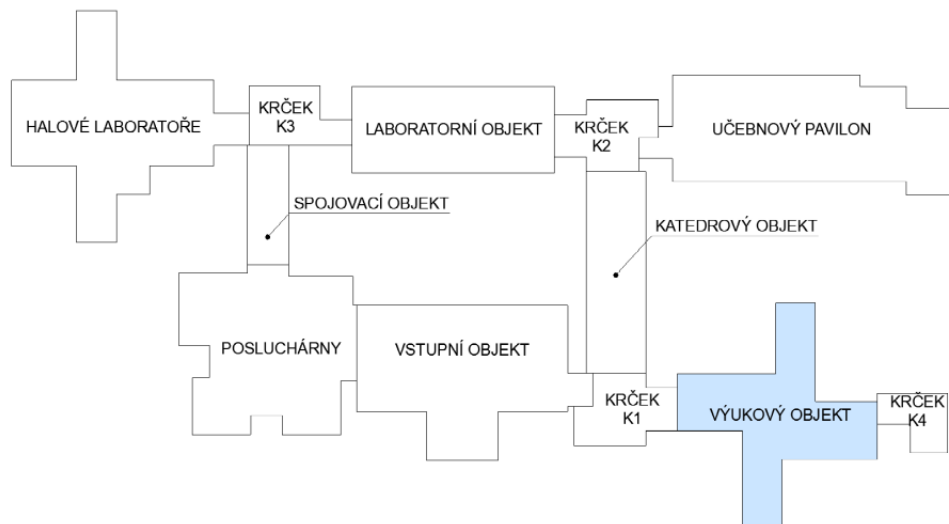 HALOVÉ LABORATOŘE
KRČEK
K3
LABORATORNÍ OBJEKT
KRČEK
K2
UČEBNOVÝ PAVILON
SPOJOVACÍ OBJEKT
KATEDROVÝ OBJEKT
POSLUCHÁRNY
VSTUPNÍ OBJEKT
KRČEK
K1
VÝUKOVÝ OBJEKT
KRČEK
K4